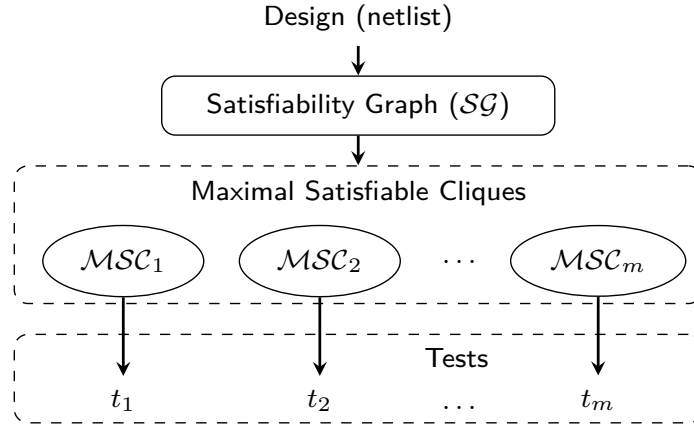 Design (netlist)
Satisfiability Graph (𝒮𝒢)
Maximal Satisfiable Cliques
ℳ𝒮𝒞₁ ℳ𝒮𝒞₂ ... ℳ𝒮𝒞ₘ
Tests
t₁ t₂ ... tₘ